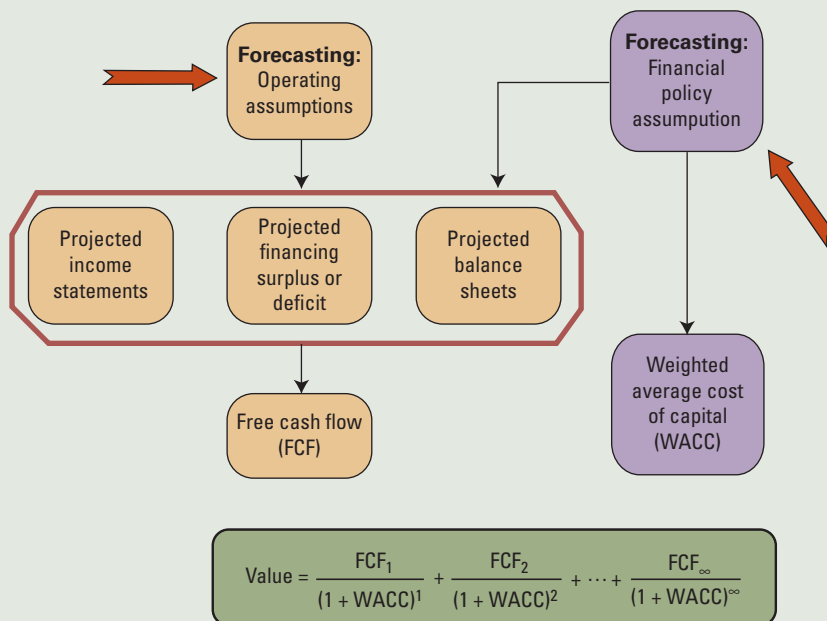 Forecasting:
Operating
assumptions
Forecasting:
Financial
policy
assumpution
Projected
income
statements
Projected
financing
surplus or
deficit
Projected
balance
sheets
Free cash flow
(FCF)
Weighted
average cost
of capital
(WACC)
Value = FCF₁/(1 + WACC)¹ + FCF₂/(1 + WACC)² + ⋯ + FCF∞/(1 + WACC)^∞